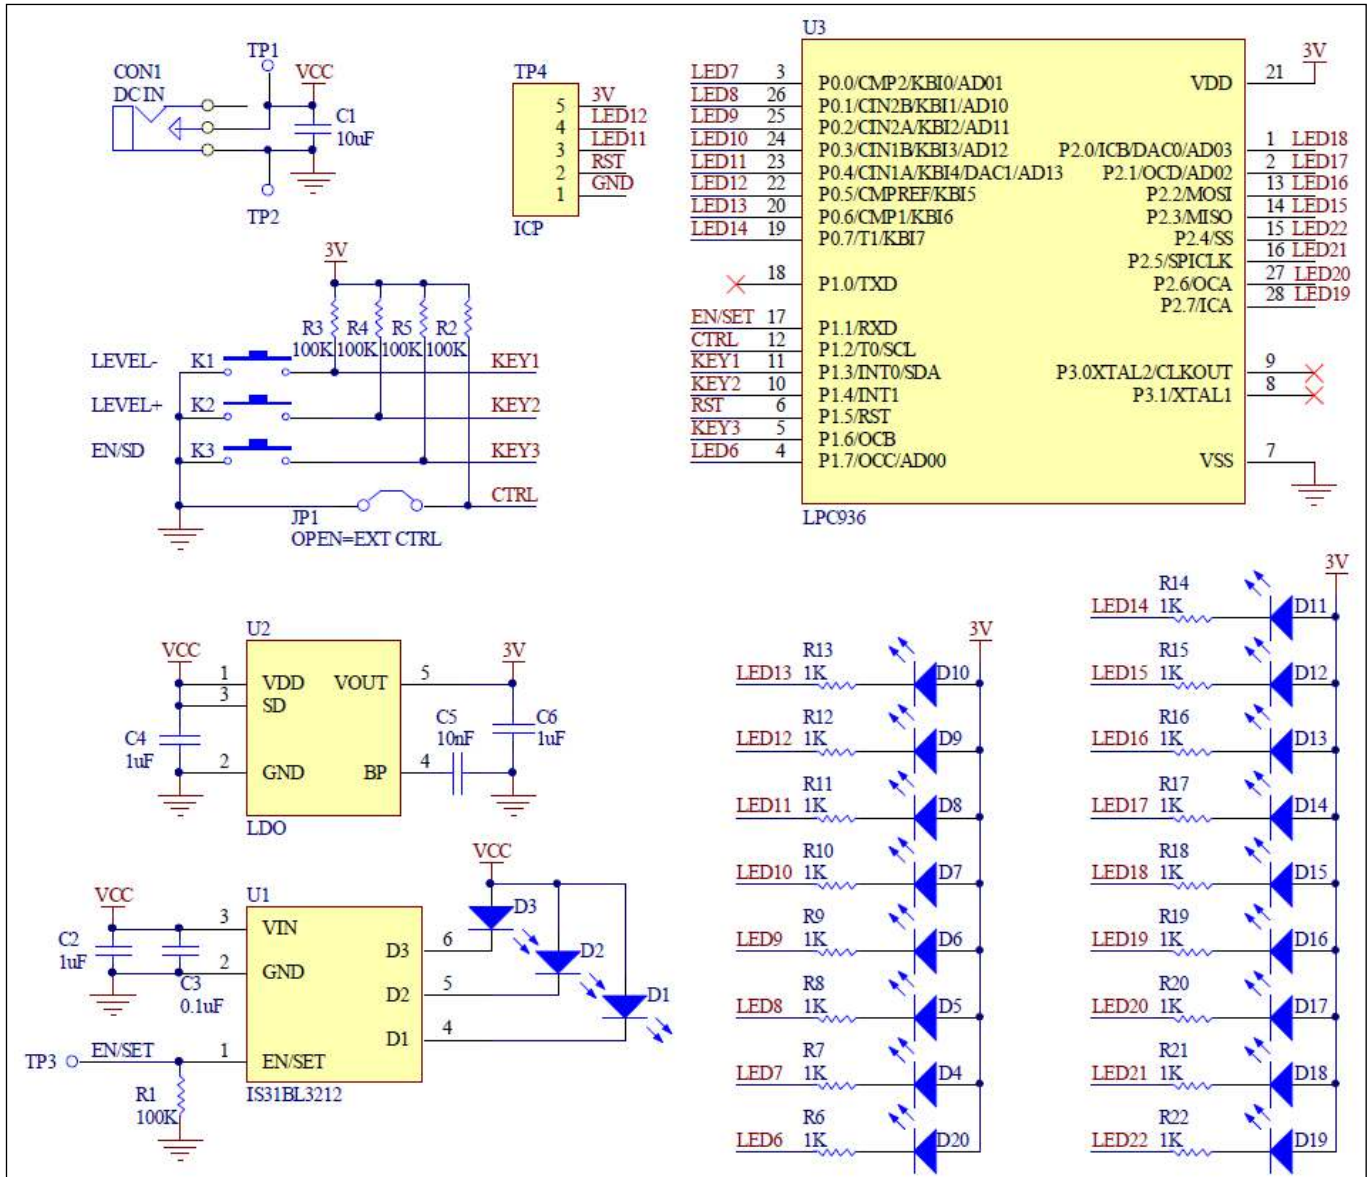 TP1
CON1
DC IN
VCC
C1
10uF
TP2
TP4
5 3V
4 LED12
3 LED11
2 RST
1 GND
ICP
U3
LED7 3 P0.0/CMP2/KBI0/AD01
LED8 26 P0.1/CIN2B/KBI1/AD10
LED9 25 P0.2/CIN2A/KBI2/AD11
LED10 24 P0.3/CIN1B/KBI3/AD12
LED11 23 P0.4/CIN1A/KBI4/DAC1/AD13
LED12 22 P0.5/CMPREF/KBI5
LED13 20 P0.6/CMP1/KBI6
LED14 19 P0.7/T1/KBI7
18 P1.0/TXD
EN/SET 17 P1.1/RXD
CTRL 12 P1.2/T0/SCL
KEY1 11 P1.3/INT0/SDA
KEY2 10 P1.4/INT1
RST 6 P1.5/RST
KEY3 5 P1.6/OCB
LED6 4 P1.7/OCC/AD00
3V
VDD 21
P2.0/ICB/DAC0/AD03 1 LED18
P2.1/OCD/AD02 2 LED17
P2.2/MOSI 13 LED16
P2.3/MISO 14 LED15
P2.4/SS 15 LED22
P2.5/SPICLK 16 LED21
P2.6/OCA 27 LED20
P2.7/ICA 28 LED19
P3.0XTAL2/CLKOUT 9
P3.1/XTAL1 8
VSS 7
LPC936
3V
R3 R4 R5 R2
100K 100K 100K 100K
LEVEL- K1 KEY1
LEVEL+ K2 KEY2
EN/SD K3 KEY3
CTRL
JP1
OPEN=EXT CTRL
U2
VCC
1 VDD
3 SD
2 GND
VOUT 5
BP 4
3V
C4
1uF
C5
10nF
C6
1uF
LDO
U1
VCC
3 VIN
2 GND
1 EN/SET
C2
1uF
C3
0.1uF
TP3 EN/SET
R1
100K
D3 6
D2 5
D1 4
VCC
D3
D2
D1
IS31BL3212
3V
R13
LED13 1K D10
R12
LED12 1K D9
R11
LED11 1K D8
R10
LED10 1K D7
R9
LED9 1K D6
R8
LED8 1K D5
R7
LED7 1K D4
R6
LED6 1K D20
3V
R14
LED14 1K D11
R15
LED15 1K D12
R16
LED16 1K D13
R17
LED17 1K D14
R18
LED18 1K D15
R19
LED19 1K D16
R20
LED20 1K D17
R21
LED21 1K D18
R22
LED22 1K D19